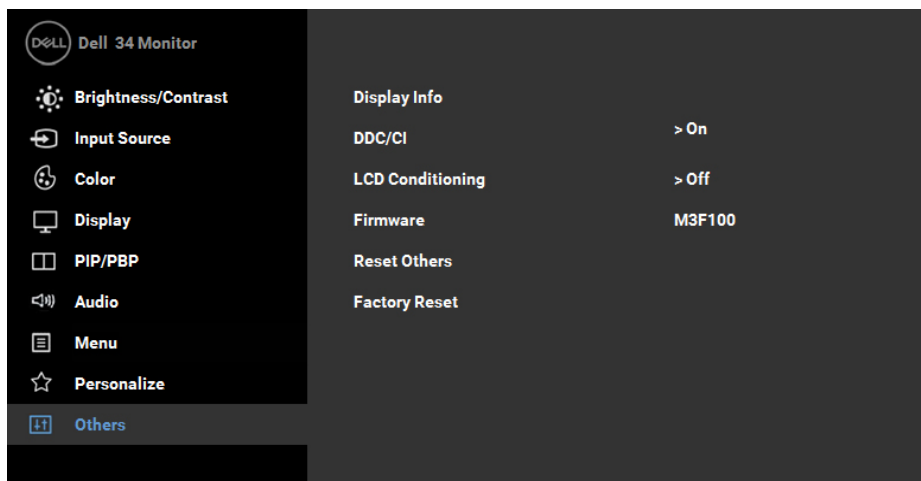 DELL Dell 34 Monitor
Brightness/Contrast
Input Source
Color
Display
PIP/PBP
Audio
Menu
Personalize
Others
Display Info
DDC/CI > On
LCD Conditioning > Off
Firmware M3F100
Reset Others
Factory Reset